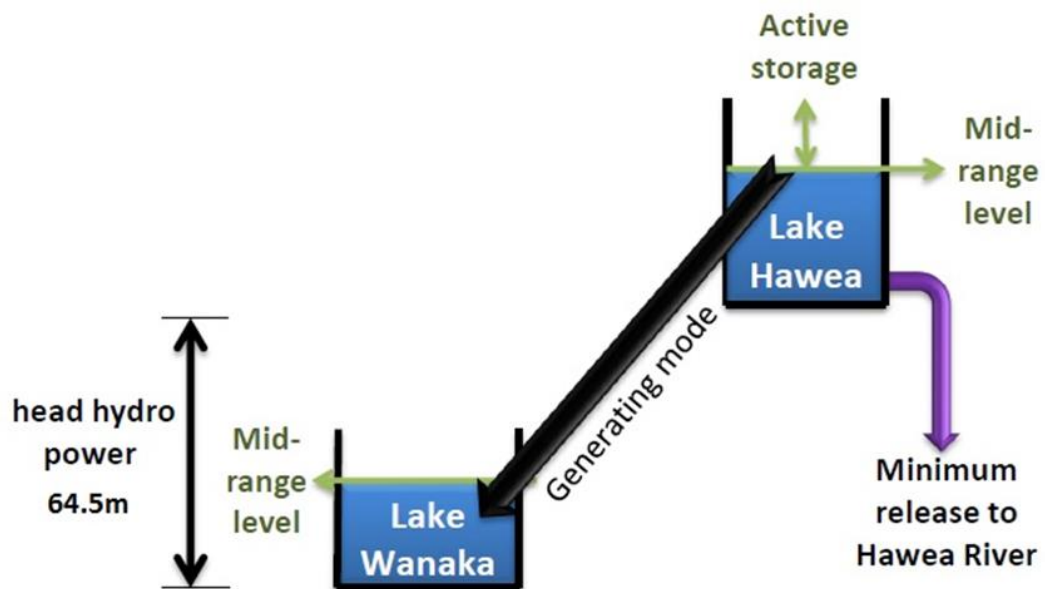 Active
storage
Mid-
range
level
Lake
Hawea
Generating mode
head hydro
power
64.5m
Mid-
range
level
Lake
Wanaka
Minimum
release to
Hawea River